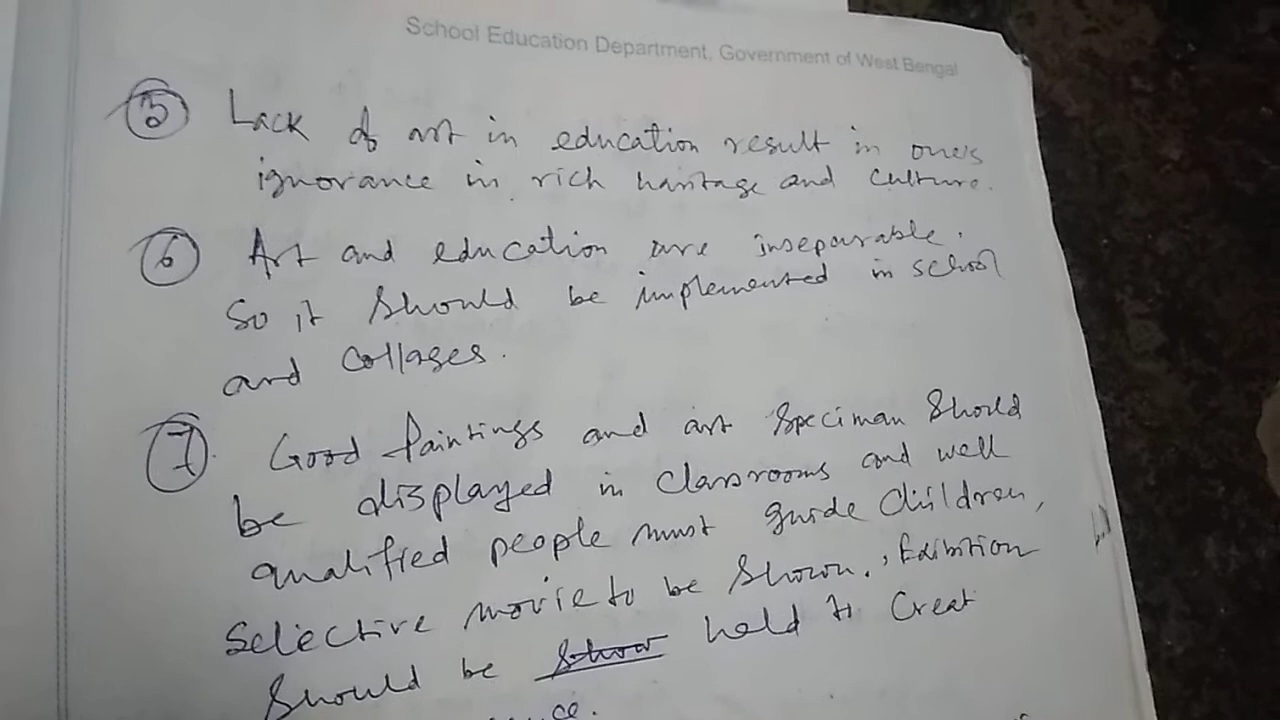 School Education Department, Government of West Bengal
5 Lack of art in education result in one's
ignorance in rich haritage and culture.
6 Art and education are inseparable.
So it should be implemented in school
and collages.
7. Good Paintings and art Speciman Should
be displayed in classrooms and well
qualified people must guide children,
Selective movie to be shown., Exibition
Should be show held to Creat